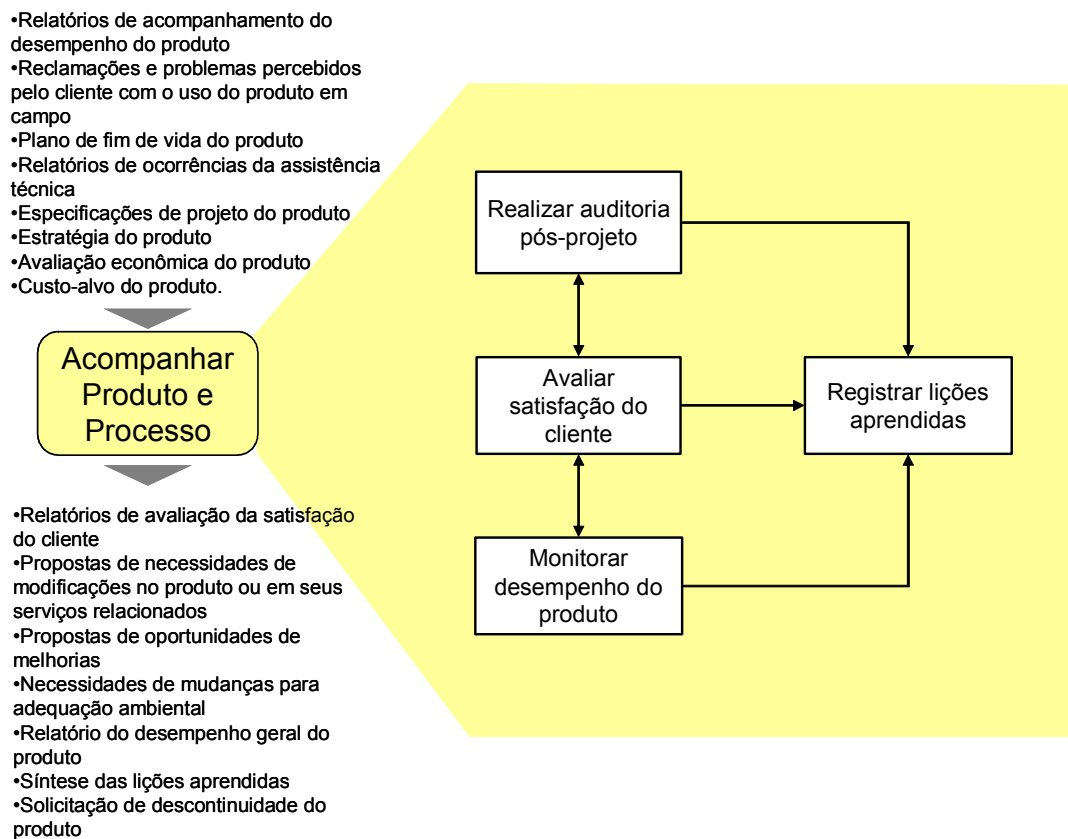 •Relatórios de acompanhamento do
desempenho do produto
•Reclamações e problemas percebidos
pelo cliente com o uso do produto em
campo
•Plano de fim de vida do produto
•Relatórios de ocorrências da assistência
técnica
•Especificações de projeto do produto
•Estratégia do produto
•Avaliação econômica do produto
•Custo-alvo do produto.
Acompanhar
Produto e
Processo
•Relatórios de avaliação da satisfação
do cliente
•Propostas de necessidades de
modificações no produto ou em seus
serviços relacionados
•Propostas de oportunidades de
melhorias
•Necessidades de mudanças para
adequação ambiental
•Relatório do desempenho geral do
produto
•Síntese das lições aprendidas
•Solicitação de descontinuidade do
produto
Realizar auditoria
pós-projeto
Avaliar
satisfação do
cliente
Monitorar
desempenho do
produto
Registrar lições
aprendidas